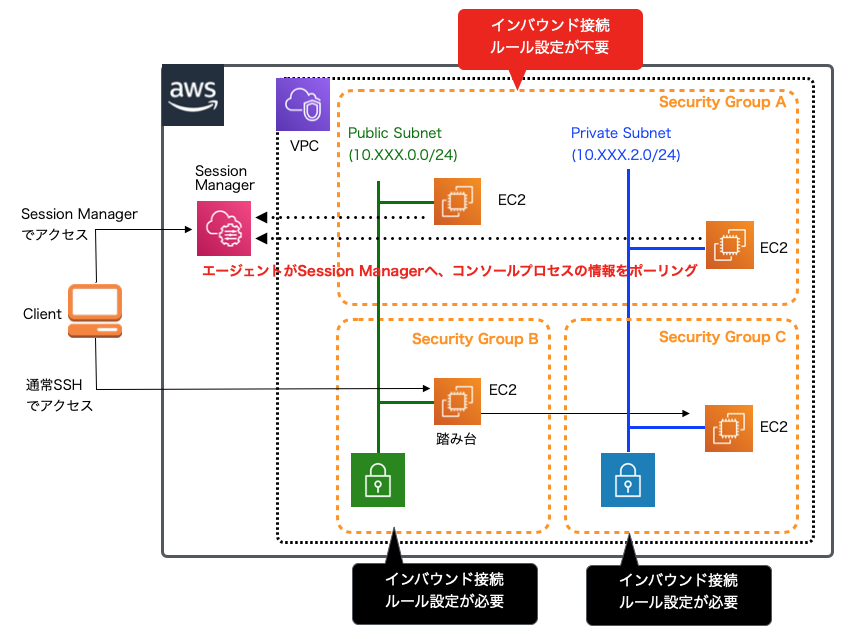 インバウンド接続
ルール設定が不要
aws
Security Group A
VPC
Public Subnet
(10.XXX.0.0/24)
Private Subnet
(10.XXX.2.0/24)
Session
Manager
EC2
Session Manager
でアクセス
EC2
エージェントがSession Managerへ、コンソールプロセスの情報をポーリング
Client
Security Group B
Security Group C
通常SSH
でアクセス
EC2
踏み台
EC2
インバウンド接続
ルール設定が必要
インバウンド接続
ルール設定が必要